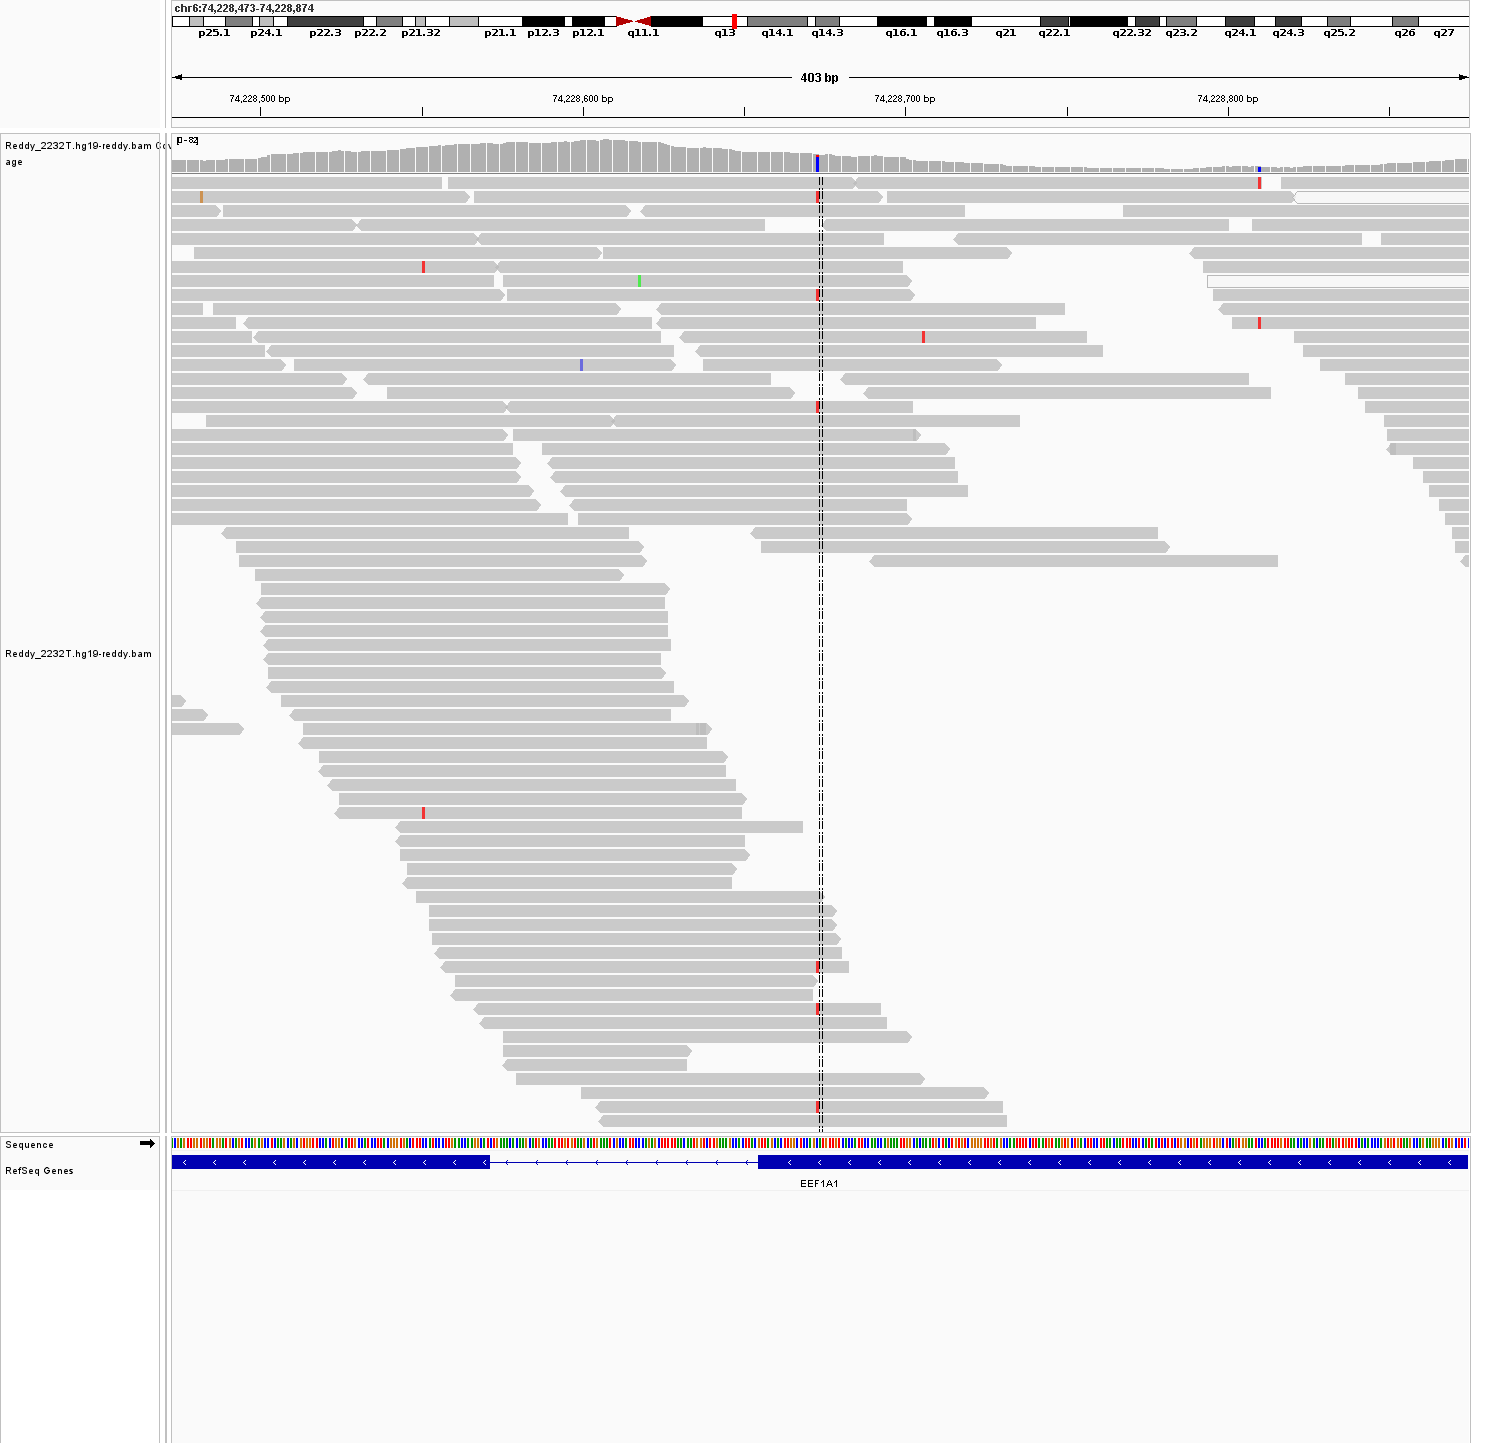 chr6:74,228,473-74,228,874
p25.1 p24.1 p22.3 p22.2 p21.32 p21.1 p12.3 p12.1 q11.1 q13 q14.1 q14.3 q16.1 q16.3 q21 q22.1 q22.32 q23.2 q24.1 q24.3 q25.2 q26 q27
403 bp
74,228,500 bp 74,228,600 bp 74,228,700 bp 74,228,800 bp
[0 - 82]
Reddy_2232T.hg19-reddy.bam Cov
age
Reddy_2232T.hg19-reddy.bam
Sequence
RefSeq Genes
EEF1A1